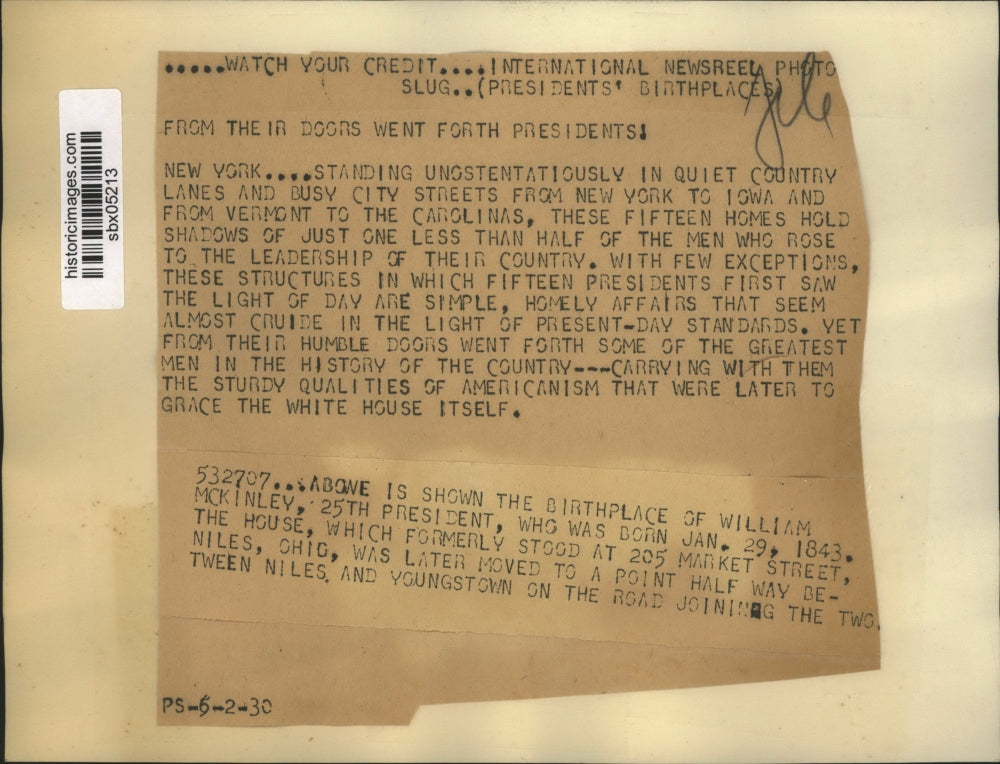 historicimages.com
sbx05213
.....WATCH YOUR CREDIT....INTERNATIONAL NEWSREEL PHOTO
SLUG..(PRESIDENTS' BIRTHPLACES)
File
FROM THEIR DOORS WENT FORTH PRESIDENTS!
NEW YORK....STANDING UNOSTENTATIOUSLY IN QUIET COUNTRY
LANES AND BUSY CITY STREETS FROM NEW YORK TO IOWA AND
FROM VERMONT TO THE CAROLINAS, THESE FIFTEEN HOMES HOLD
SHADOWS OF JUST ONE LESS THAN HALF OF THE MEN WHO ROSE
TO THE LEADERSHIP OF THEIR COUNTRY. WITH FEW EXCEPTIONS,
THESE STRUCTURES IN WHICH FIFTEEN PRESIDENTS FIRST SAW
THE LIGHT OF DAY ARE SIMPLE, HOMELY AFFAIRS THAT SEEM
ALMOST CRUIDE IN THE LIGHT OF PRESENT-DAY STANDARDS. YET
FROM THEIR HUMBLE DOORS WENT FORTH SOME OF THE GREATEST
MEN IN THE HISTORY OF THE COUNTRY---CARRYING WITH THEM
THE STURDY QUALITIES OF AMERICANISM THAT WERE LATER TO
GRACE THE WHITE HOUSE ITSELF.
532707...ABOVE IS SHOWN THE BIRTHPLACE OF WILLIAM
MCKINLEY, 25TH PRESIDENT, WHO WAS BORN JAN. 29, 1843.
THE HOUSE, WHICH FORMERLY STOOD AT 205 MARKET STREET,
NILES, OHIO, WAS LATER MOVED TO A POINT HALF WAY BE-
TWEEN NILES. AND YOUNGSTOWN ON THE ROAD JOINING THE TWO.
PS-5-2-30